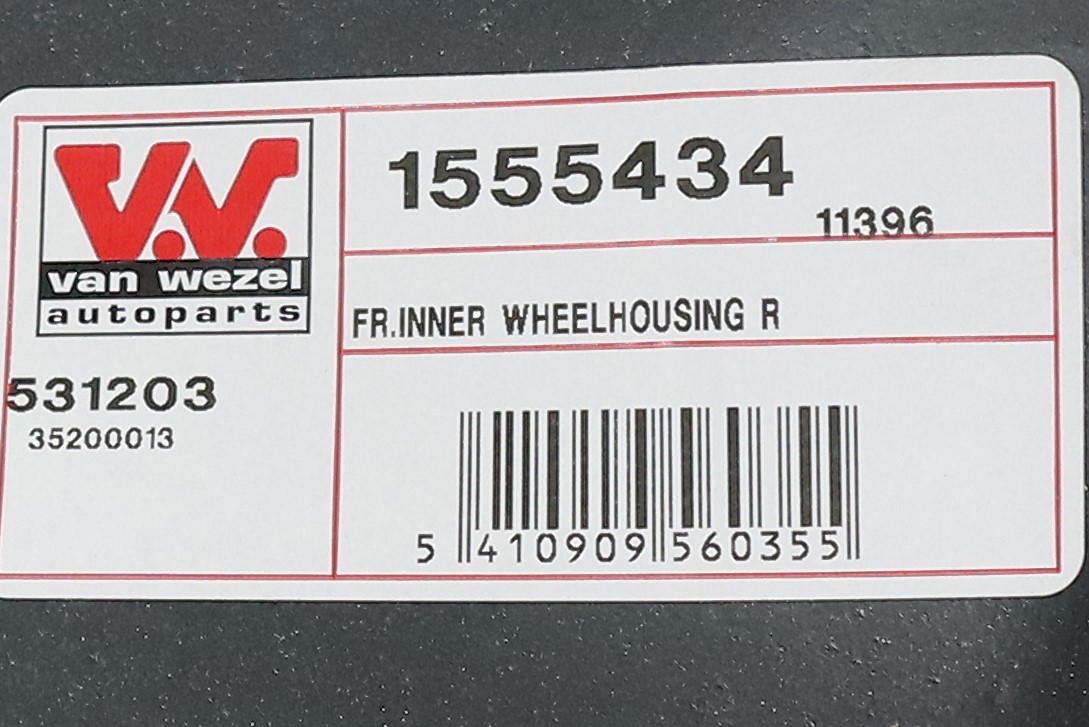 V.W.
van wezel
autoparts
1555434
11396
FR.INNER WHEELHOUSING R
531203
35200013
5 410909 560355